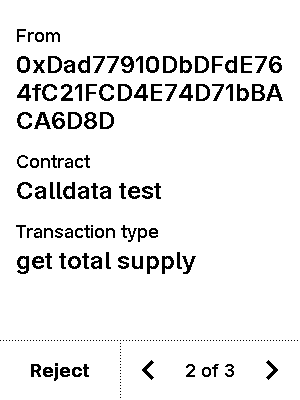 From
0xDad77910DbDFdE76
4fC21FCD4E74D71bBA
CA6D8D
Contract
Calldata test
Transaction type
get total supply
Reject
2 of 3